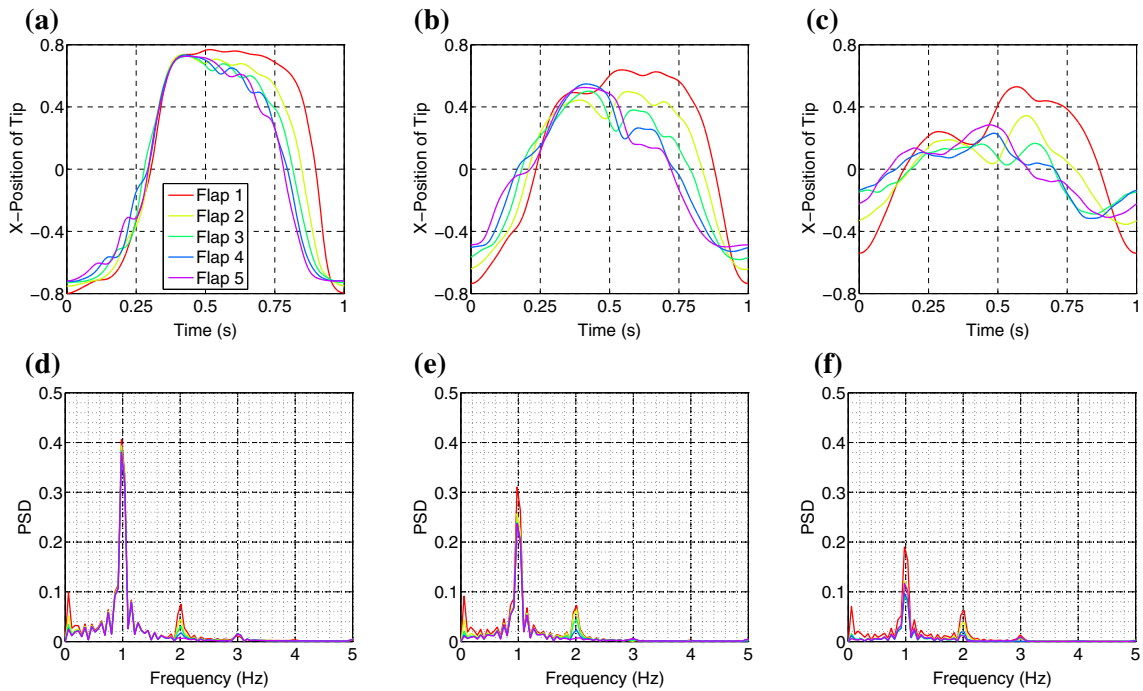 (a)
X-Position of Tip
0.8
0.4
0
−0.4
−0.8
Flap 1
Flap 2
Flap 3
Flap 4
Flap 5
0 0.25 0.5 0.75 1
Time (s)
(b)
X-Position of Tip
0.8
0.4
0
−0.4
−0.8
0 0.25 0.5 0.75 1
Time (s)
(c)
X-Position of Tip
0.8
0.4
0
−0.4
−0.8
0 0.25 0.5 0.75 1
Time (s)
(d)
PSD
0.5
0.4
0.3
0.2
0.1
0
0 1 2 3 4 5
Frequency (Hz)
(e)
PSD
0.5
0.4
0.3
0.2
0.1
0
0 1 2 3 4 5
Frequency (Hz)
(f)
PSD
0.5
0.4
0.3
0.2
0.1
0
0 1 2 3 4 5
Frequency (Hz)